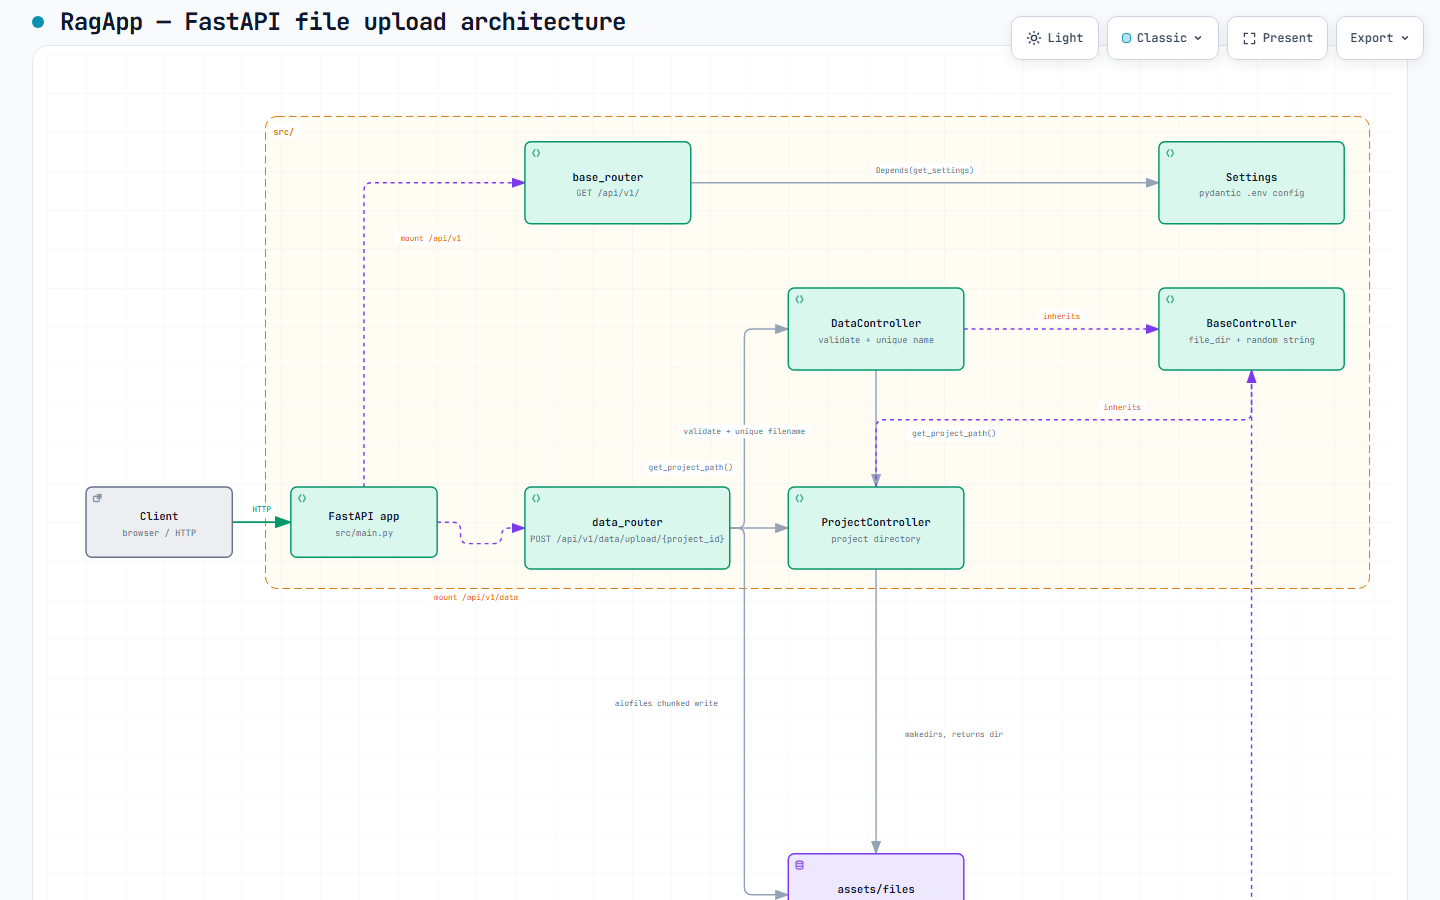 RagApp — FastAPI file upload architecture
Light
Classic
Present
Export
src/
base_router
GET /api/v1/
Depends(get_settings)
Settings
pydantic .env config
mount /api/v1
DataController
validate + unique name
inherits
BaseController
file_dir + random string
inherits
validate + unique filename
get_project_path()
get_project_path()
Client
browser / HTTP
HTTP
FastAPI app
src/main.py
data_router
POST /api/v1/data/upload/{project_id}
ProjectController
project directory
mount /api/v1/data
aiofiles chunked write
makedirs, returns dir
assets/files